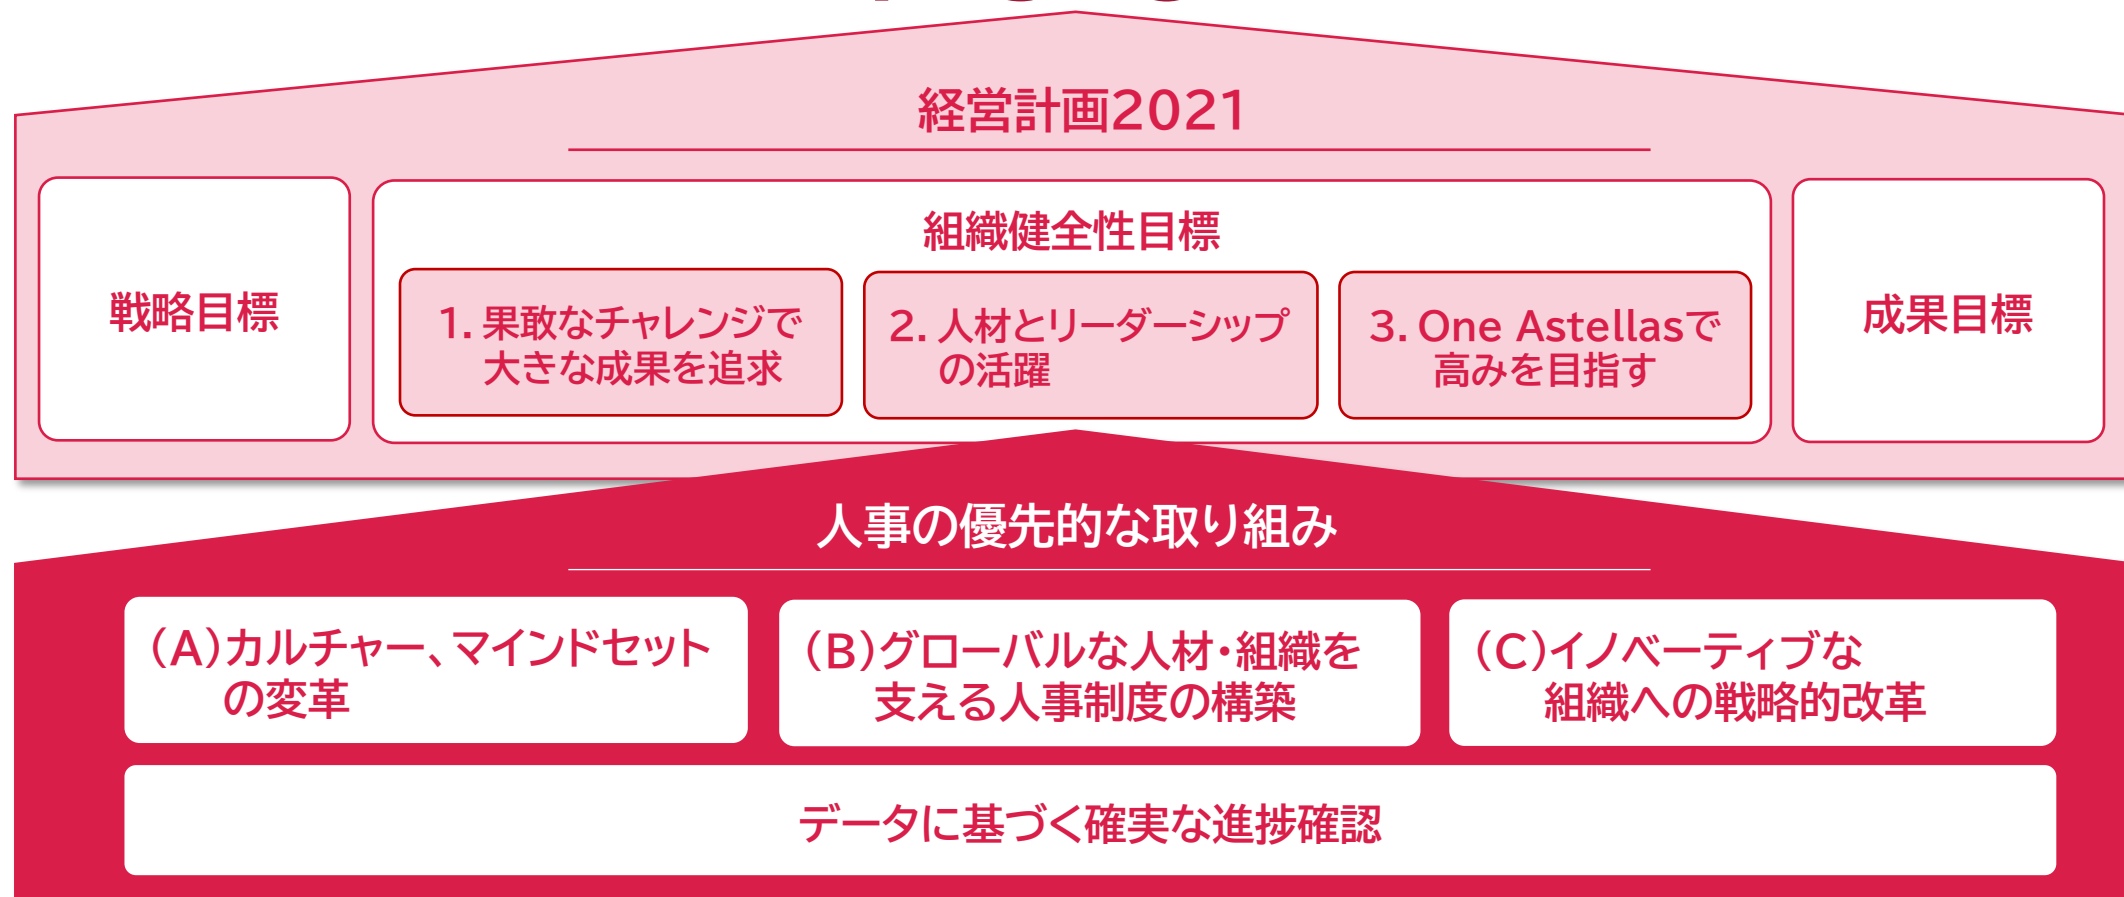 経営計画2021
戦略目標
組織健全性目標
1. 果敢なチャレンジで
大きな成果を追求
2. 人材とリーダーシップ
の活躍
3. One Astellasで
高みを目指す
成果目標
人事の優先的な取り組み
(A)カルチャー、マインドセット
の変革
(B)グローバルな人材・組織を
支える人事制度の構築
(C)イノベーティブな
組織への戦略的改革
データに基づく確実な進捗確認